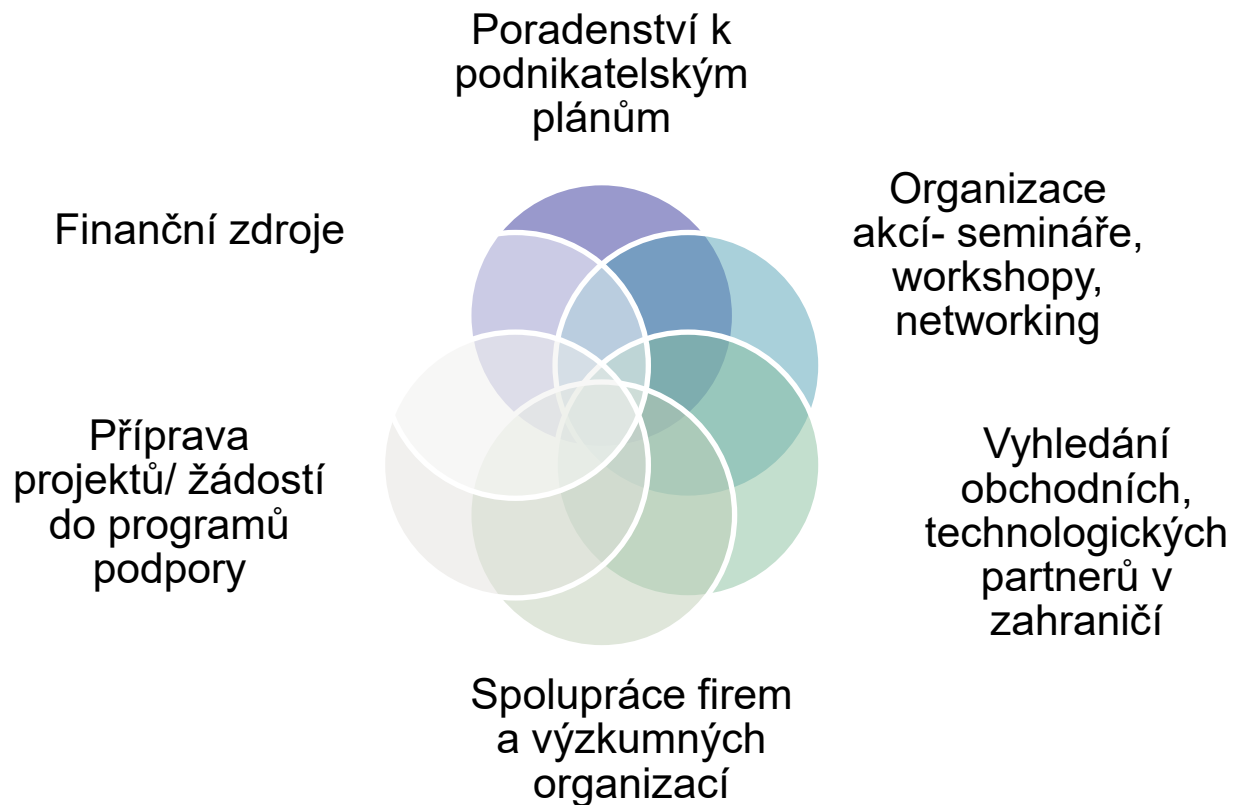 Poradenství k
podnikatelským
plánům
Organizace
akcí- semináře,
workshopy,
networking
Vyhledání
obchodních,
technologických
partnerů v
zahraničí
Spolupráce firem
a výzkumných
organizací
Příprava
projektů/ žádostí
do programů
podpory
Finanční zdroje